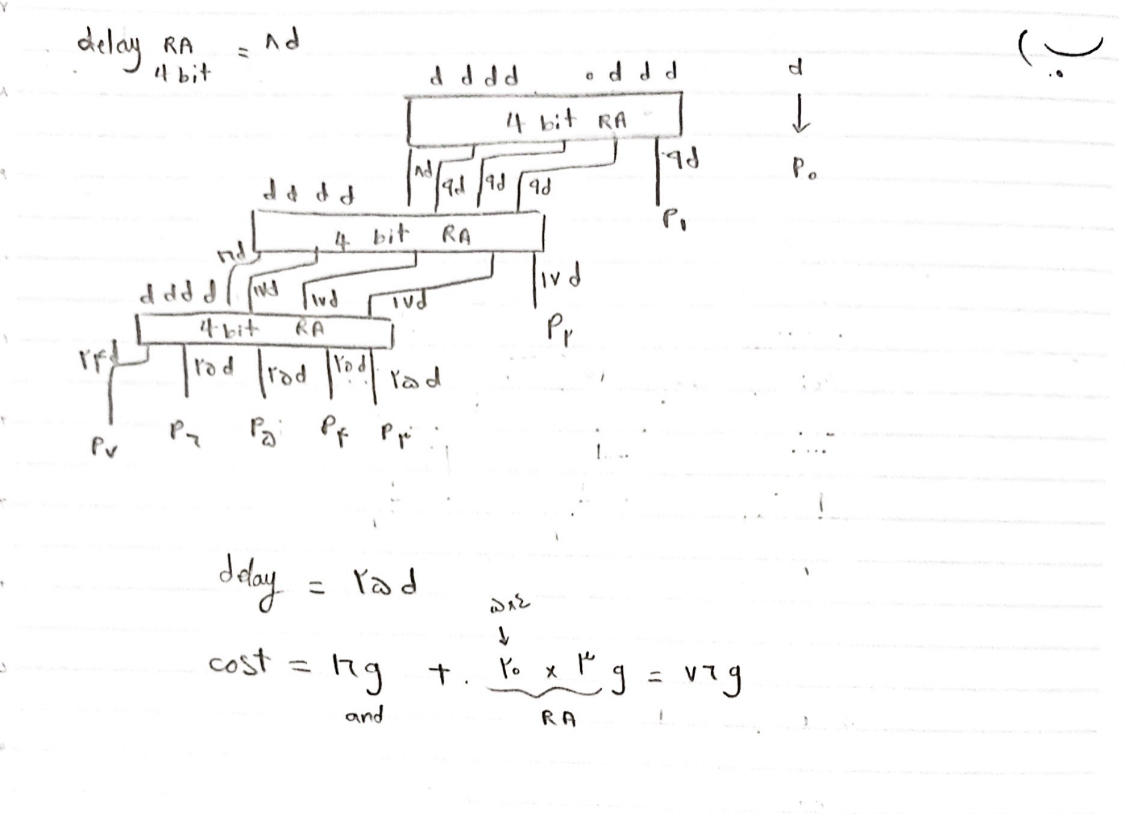 ب)
delay RA 4 bit = ۸d
d d d d ۰ d d d d
4 bit RA ↓
۸d ۹d ۹d ۹d ۹d P۰
d d d d P۱
4 bit RA
۱۷d
d d d d ۱۷d ۱۷d ۱۷d P۲
4 bit RA
۲۴d ۲۵d ۲۵d ۲۵d ۲۵d
P۷ P۶ P۵ P۴ P۳
delay = ۲۵d
۵×۴
↓
cost = ۱۶g + ۲۰ × ۳ g = ۷۶g
and RA